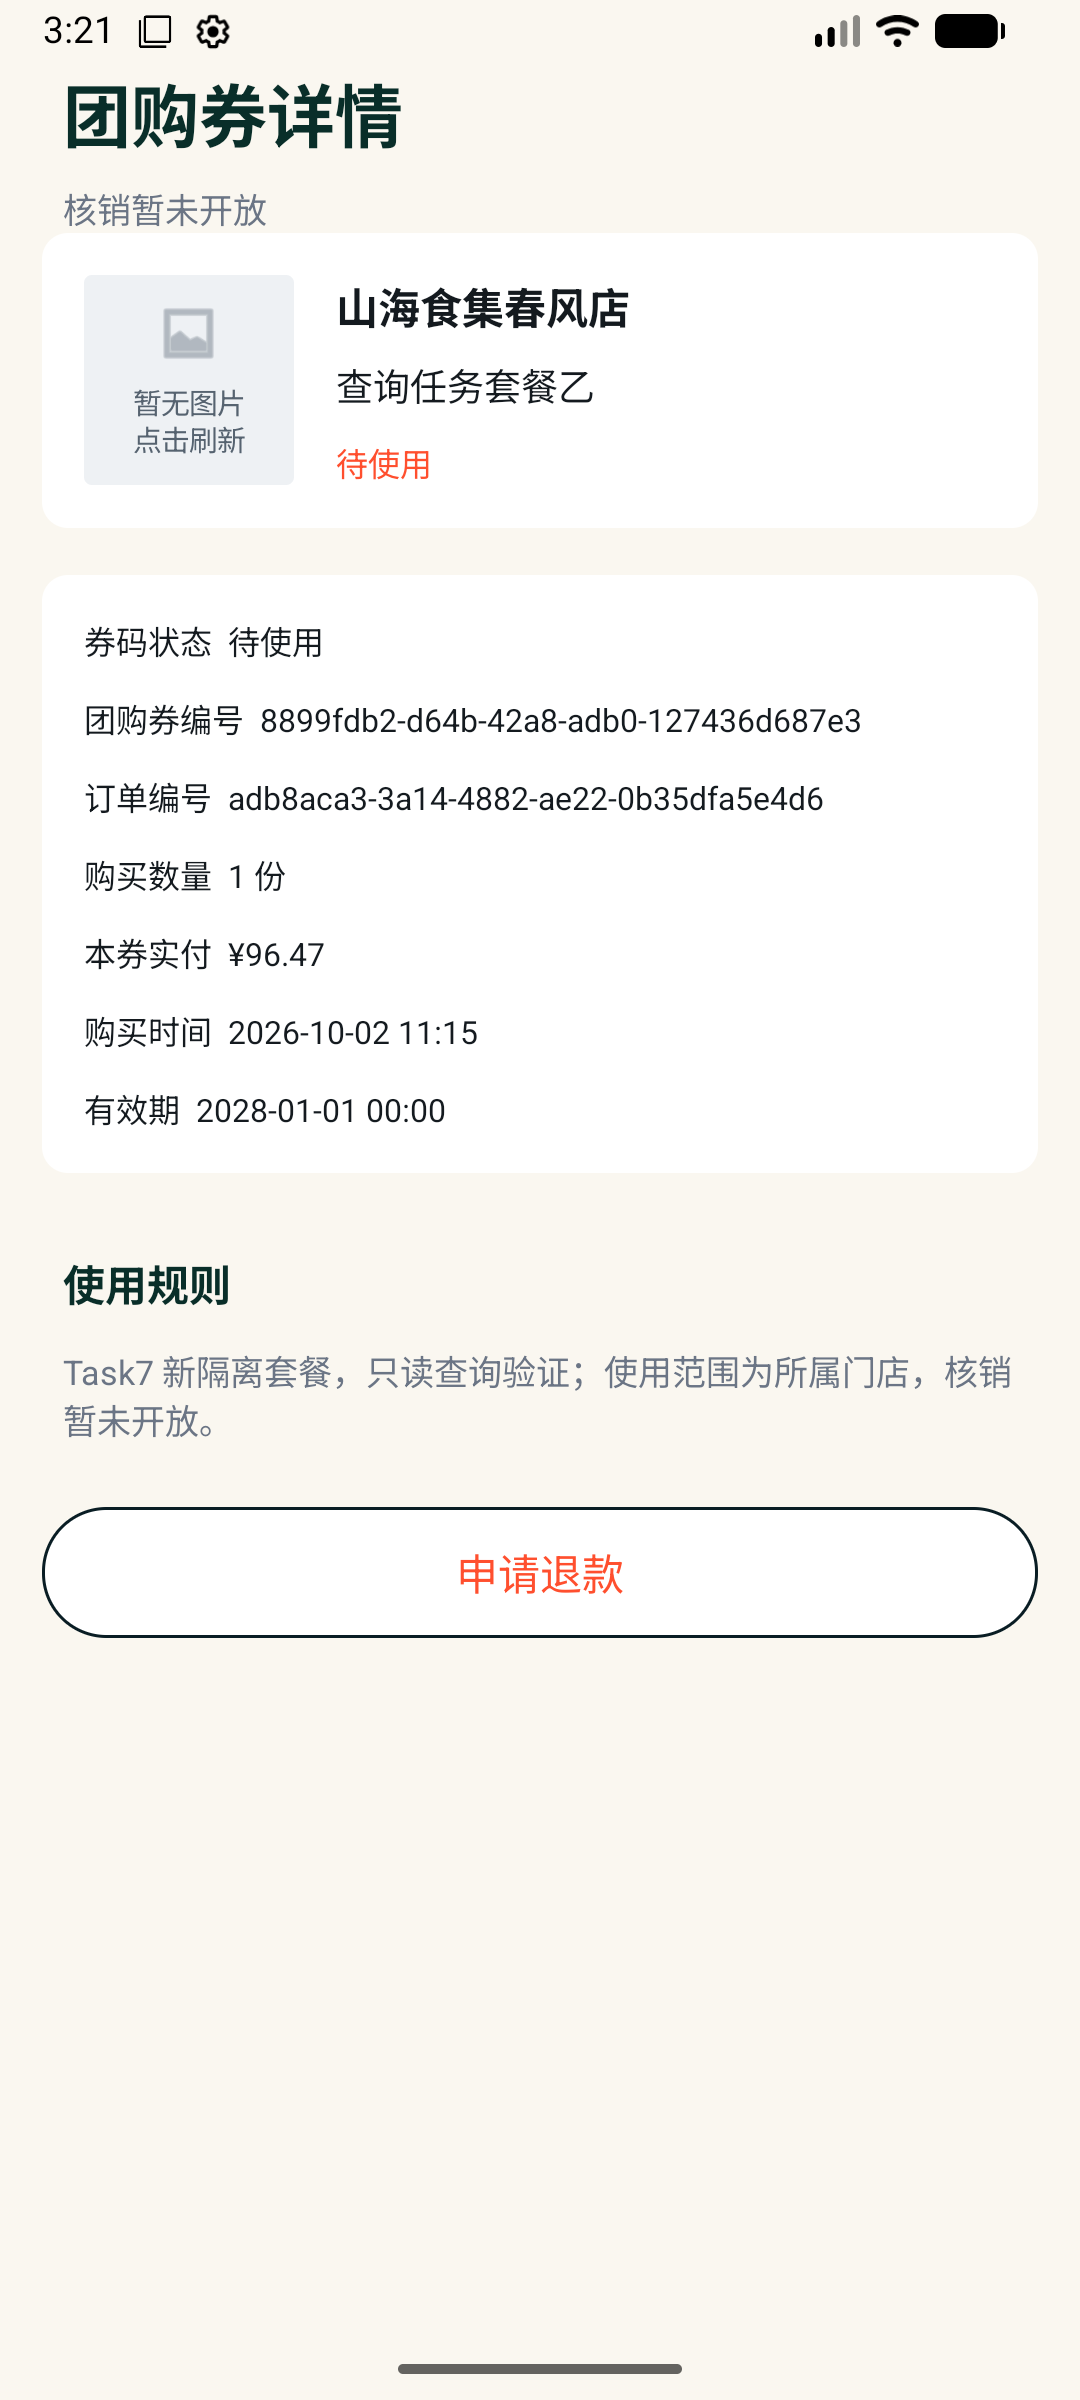 3:21
团购券详情
核销暂未开放
暂无图片
点击刷新
山海食集春风店
查询任务套餐乙
待使用
券码状态 待使用
团购券编号 8899fdb2-d64b-42a8-adb0-127436d687e3
订单编号 adb8aca3-3a14-4882-ae22-0b35dfa5e4d6
购买数量 1 份
本券实付 ¥96.47
购买时间 2026-10-02 11:15
有效期 2028-01-01 00:00
使用规则
Task7 新隔离套餐，只读查询验证；使用范围为所属门店，核销
暂未开放。
申请退款